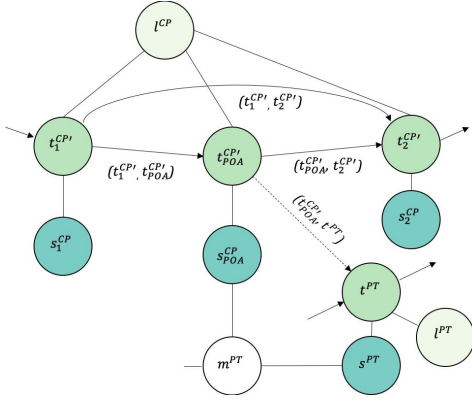 l^{CP}
(t_1^{CP'}, t_2^{CP'})
t_1^{CP'}
t_{POA}^{CP'}
t_2^{CP'}
(t_1^{CP'}, t_{POA}^{CP'})
(t_{POA}^{CP'}, t_2^{CP'})
s_1^{CP}
s_{POA}^{CP}
s_2^{CP}
(t_{POA}^{CP'}, t^{PT})
t^{PT}
l^{PT}
m^{PT}
s^{PT}